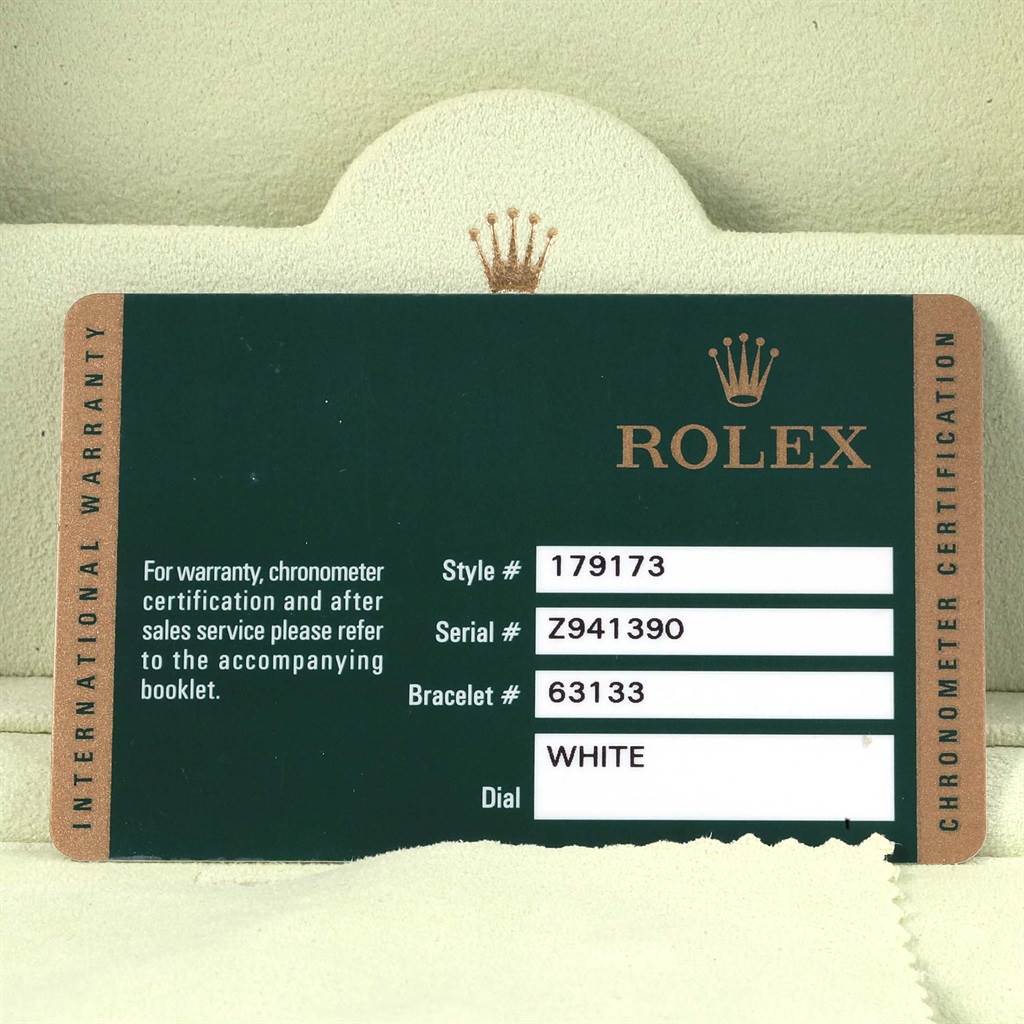 INTERNATIONAL WARRANTY
ROLEX
For warranty, chronometer
certification and after
sales service please refer
to the accompanying
booklet.
Style # 179173
Serial # Z941390
Bracelet # 63133
Dial WHITE
CHRONOMETER CERTIFICATION